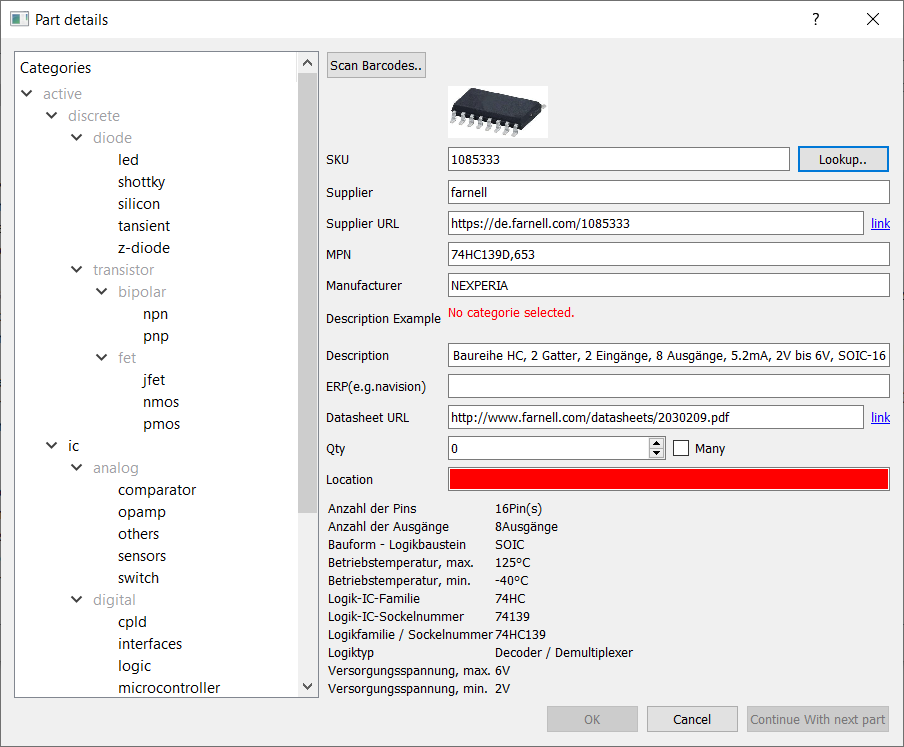 Part details
?
Categories
active
discrete
diode
led
shottky
silicon
tansient
z-diode
transistor
bipolar
npn
pnp
fet
jfet
nmos
pmos
ic
analog
comparator
opamp
others
sensors
switch
digital
cpld
interfaces
logic
microcontroller
Scan Barcodes..
SKU 1085333 Lookup..
Supplier farnell
Supplier URL https://de.farnell.com/1085333 link
MPN 74HC139D,653
Manufacturer NEXPERIA
Description Example No categorie selected.
Description Baureihe HC, 2 Gatter, 2 Eingänge, 8 Ausgänge, 5.2mA, 2V bis 6V, SOIC-16
ERP(e.g.navision)
Datasheet URL http://www.farnell.com/datasheets/2030209.pdf link
Qty 0 Many
Location
Anzahl der Pins 16Pin(s)
Anzahl der Ausgänge 8Ausgänge
Bauform - Logikbaustein SOIC
Betriebstemperatur, max. 125°C
Betriebstemperatur, min. -40°C
Logik-IC-Familie 74HC
Logik-IC-Sockelnummer 74139
Logikfamilie / Sockelnummer 74HC139
Logiktyp Decoder / Demultiplexer
Versorgungsspannung, max. 6V
Versorgungsspannung, min. 2V
OK Cancel Continue With next part